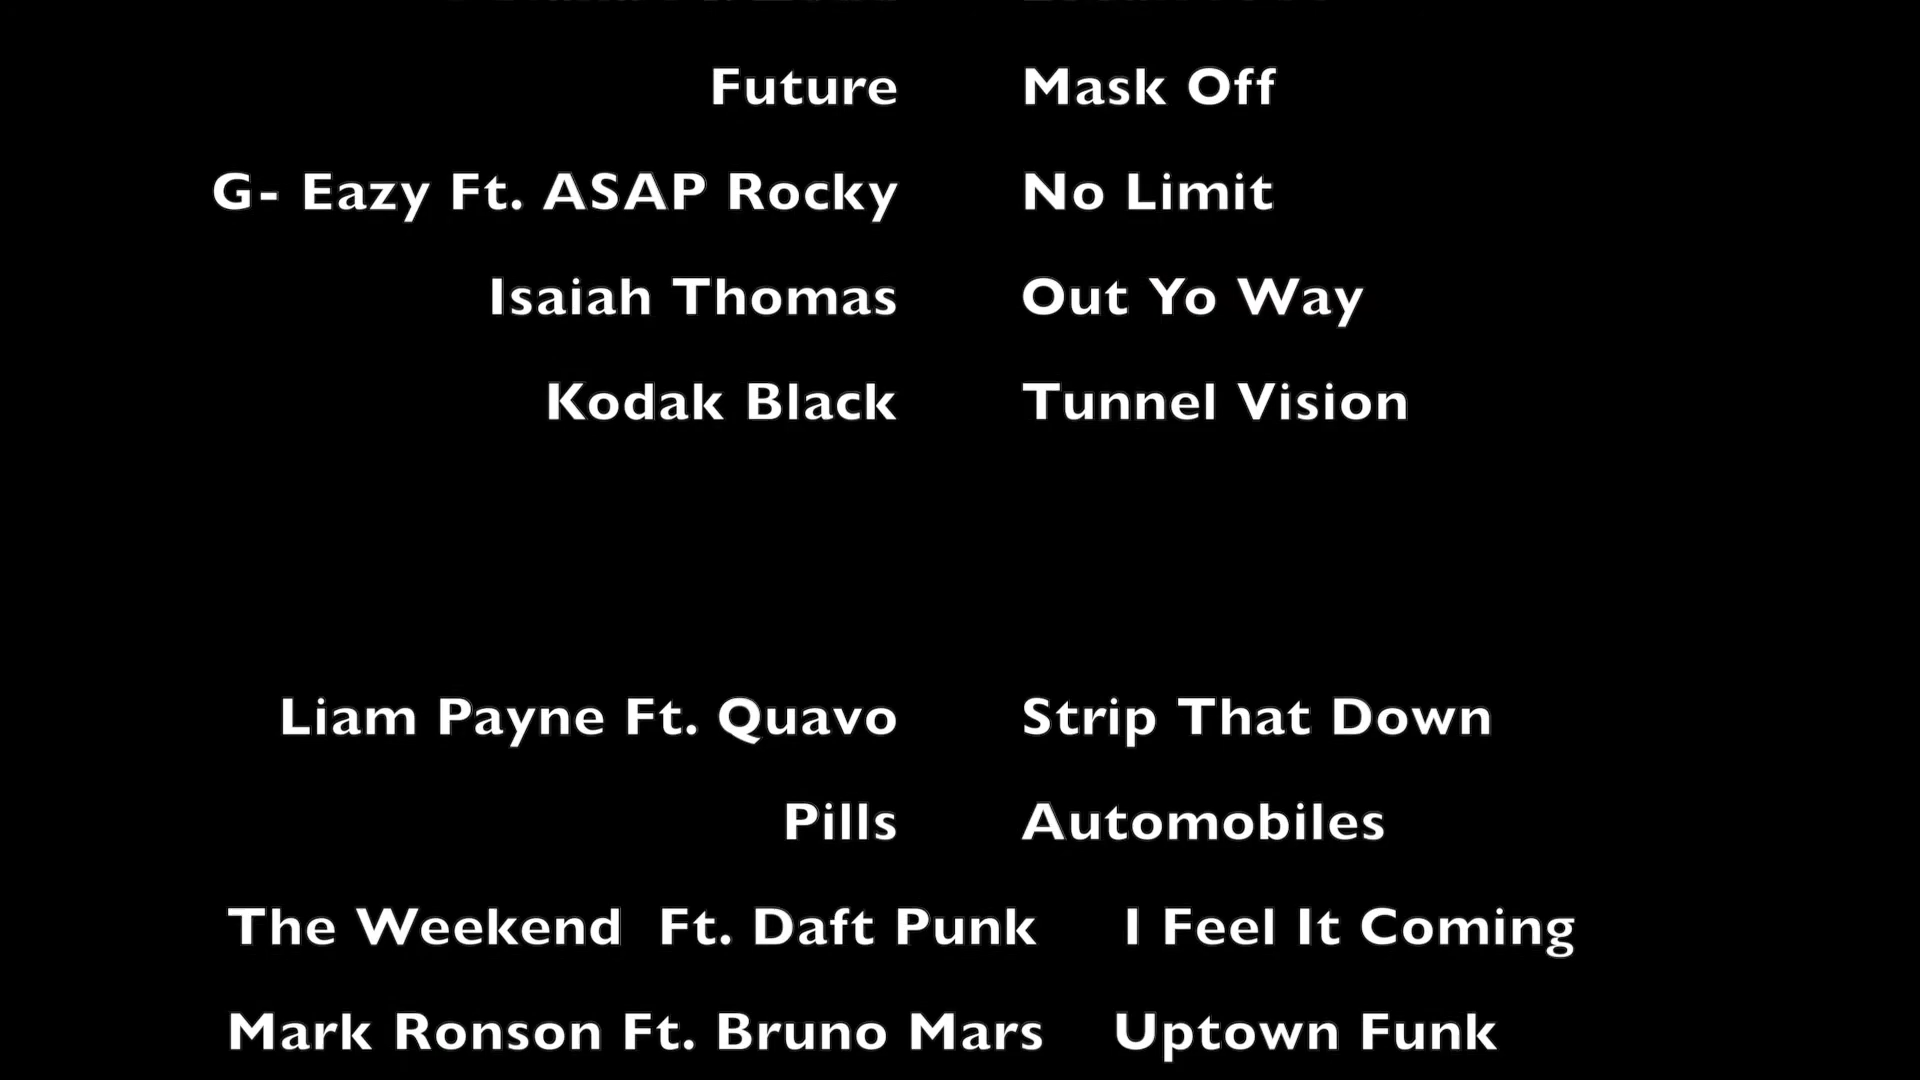 Future Mask Off
G- Eazy Ft. ASAP Rocky No Limit
Isaiah Thomas Out Yo Way
Kodak Black Tunnel Vision
Liam Payne Ft. Quavo Strip That Down
Pills Automobiles
The Weekend Ft. Daft Punk I Feel It Coming
Mark Ronson Ft. Bruno Mars Uptown Funk